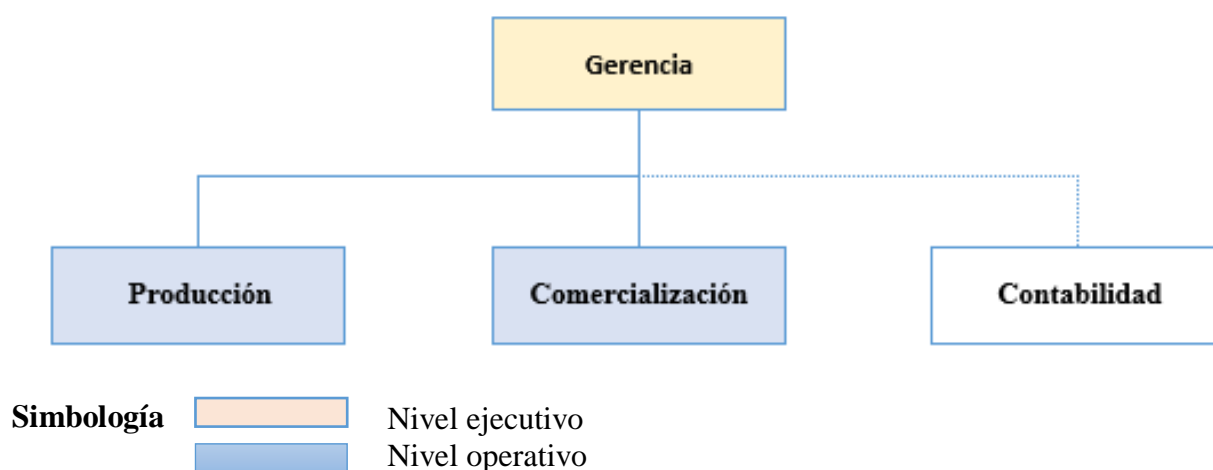 Gerencia
Producción
Comercialización
Contabilidad
Simbología
Nivel ejecutivo
Nivel operativo